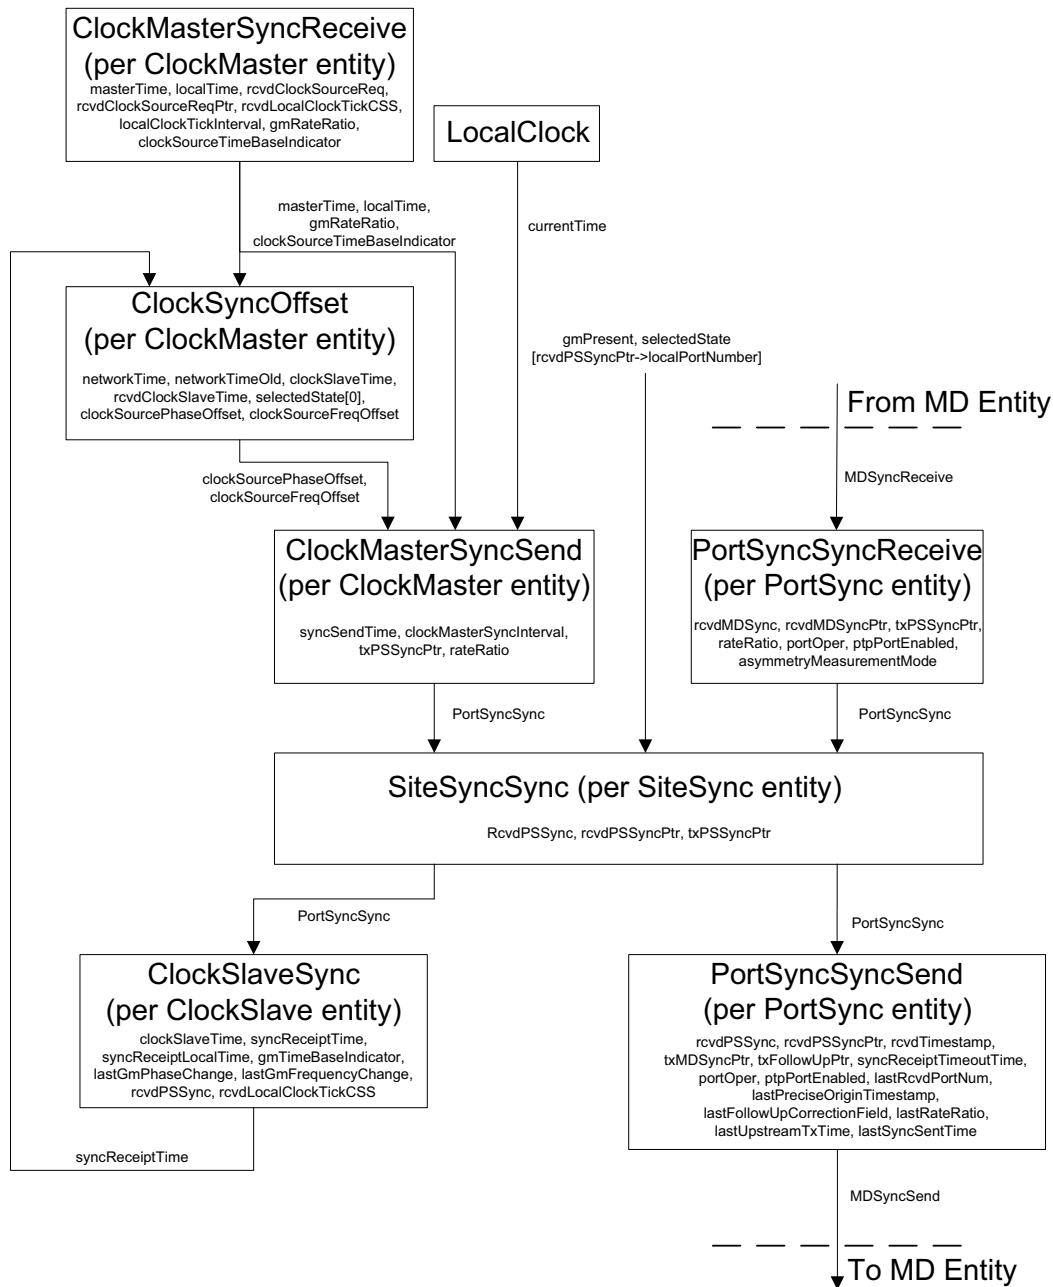 ClockMasterSyncReceive
(per ClockMaster entity)
masterTime, localTime, rcvdClockSourceReq,
rcvdClockSourceReqPtr, rcvdLocalClockTickCSS,
localClockTickInterval, gmRateRatio,
clockSourceTimeBaseIndicator
LocalClock
masterTime, localTime,
gmRateRatio,
clockSourceTimeBaseIndicator
currentTime
ClockSyncOffset
(per ClockMaster entity)
networkTime, networkTimeOld, clockSlaveTime,
rcvdClockSlaveTime, selectedState[0],
clockSourcePhaseOffset, clockSourceFreqOffset
gmPresent, selectedState
[rcvdPSSyncPtr->localPortNumber]
From MD Entity
clockSourcePhaseOffset,
clockSourceFreqOffset
MDSyncReceive
ClockMasterSyncSend
(per ClockMaster entity)
syncSendTime, clockMasterSyncInterval,
txPSSyncPtr, rateRatio
PortSyncSyncReceive
(per PortSync entity)
rcvdMDSync, rcvdMDSyncPtr, txPSSyncPtr,
rateRatio, portOper, ptpPortEnabled,
asymmetryMeasurementMode
PortSyncSync
PortSyncSync
SiteSyncSync (per SiteSync entity)
RcvdPSSync, rcvdPSSyncPtr, txPSSyncPtr
PortSyncSync
PortSyncSync
ClockSlaveSync
(per ClockSlave entity)
clockSlaveTime, syncReceiptTime,
syncReceiptLocalTime, gmTimeBaseIndicator,
lastGmPhaseChange, lastGmFrequencyChange,
rcvdPSSync, rcvdLocalClockTickCSS
PortSyncSyncSend
(per PortSync entity)
rcvdPSSync, rcvdPSSyncPtr, rcvdTimestamp,
txMDSyncPtr, txFollowUpPtr, syncReceiptTimeoutTime,
portOper, ptpPortEnabled, lastRcvdPortNum,
lastPreciseOriginTimestamp,
lastFollowUpCorrectionField, lastRateRatio,
lastUpstreamTxTime, lastSyncSentTime
syncReceiptTime
MDSyncSend
To MD Entity